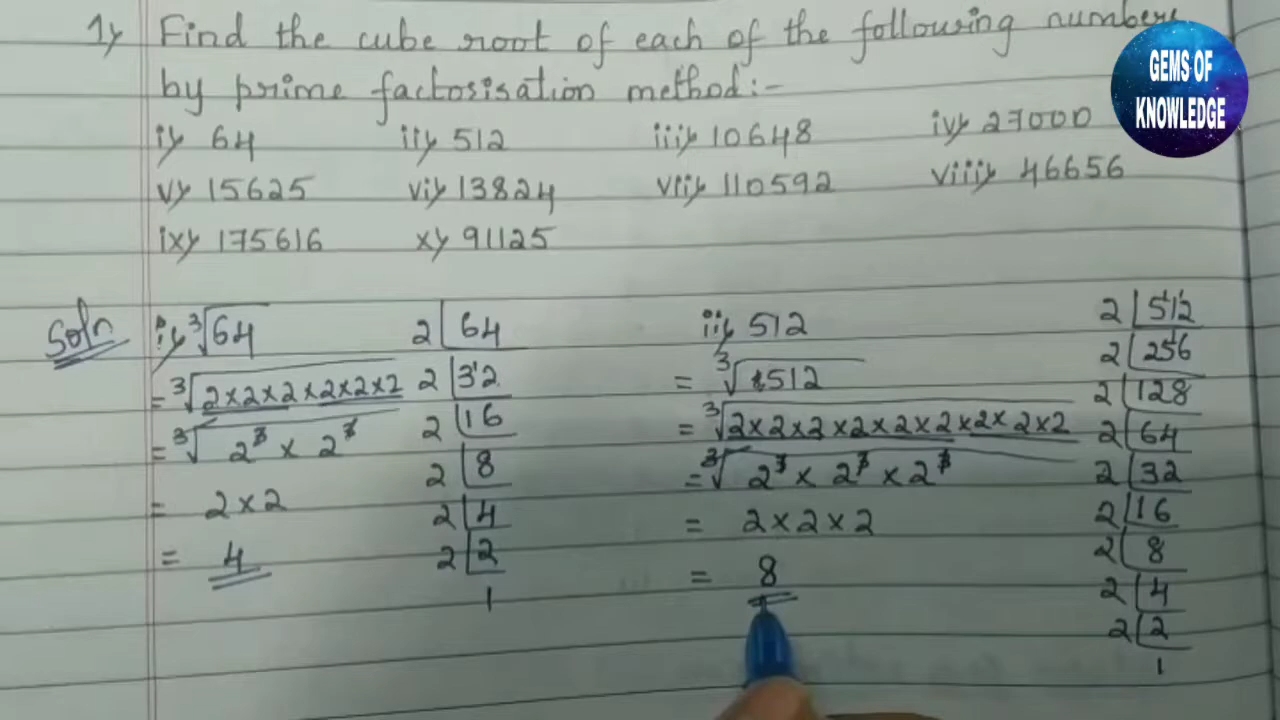 1) Find the cube root of each of the following numbers
by prime factorisation method:-
i) 64 ii) 512 iii) 10648 iv) 27000
v) 15625 vi) 13824 vii) 110592 viii) 46656
ix) 175616 x) 91125
GEMS OF
KNOWLEDGE
Soln
i) ∛64
= ∛2×2×2×2×2×2
= ∛2³ × 2³
= 2×2
= 4
2 64
2 32
2 16
2 8
2 4
2 2
1
ii) 512
= ∛512
= ∛2×2×2×2×2×2×2×2×2
= ∛2³ × 2³ × 2³
= 2×2×2
= 8
2 512
2 256
2 128
2 64
2 32
2 16
2 8
2 4
2 2
1